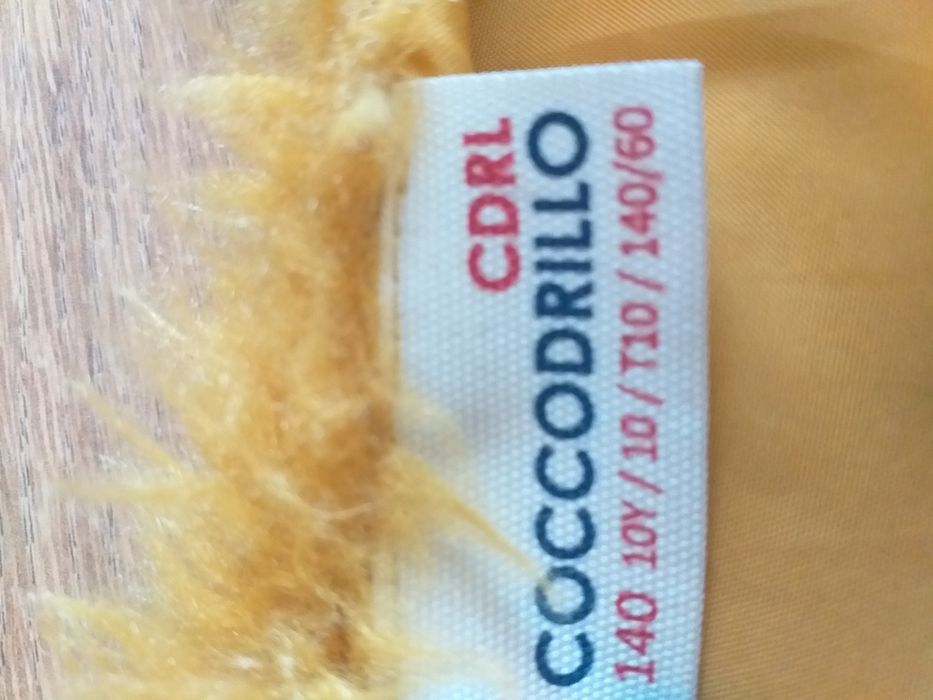 CDRL
COCCODRILLO
140 10Y / 10 / T10 / 140/60